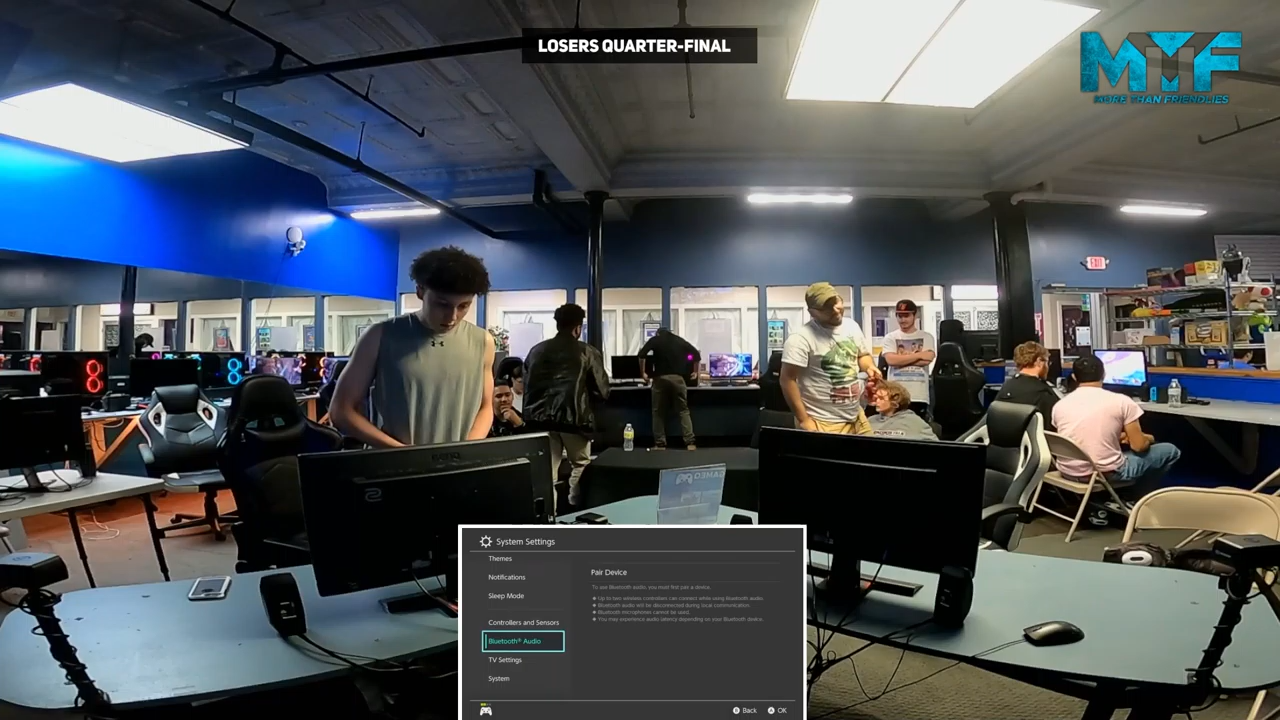 LOSERS QUARTER-FINAL
MTF
MORE THAN FRIENDLIES
System Settings
Themes
Notifications
Sleep Mode
Controllers and Sensors
Bluetooth® Audio
TV Settings
System
Pair Device
To use Bluetooth audio, you must first pair a device.
◆ Up to two wireless controllers can connect while using Bluetooth audio.
◆ Bluetooth audio will be disconnected during local communication.
◆ Bluetooth microphones cannot be used.
◆ You may experience audio latency depending on your Bluetooth device.
Back
OK